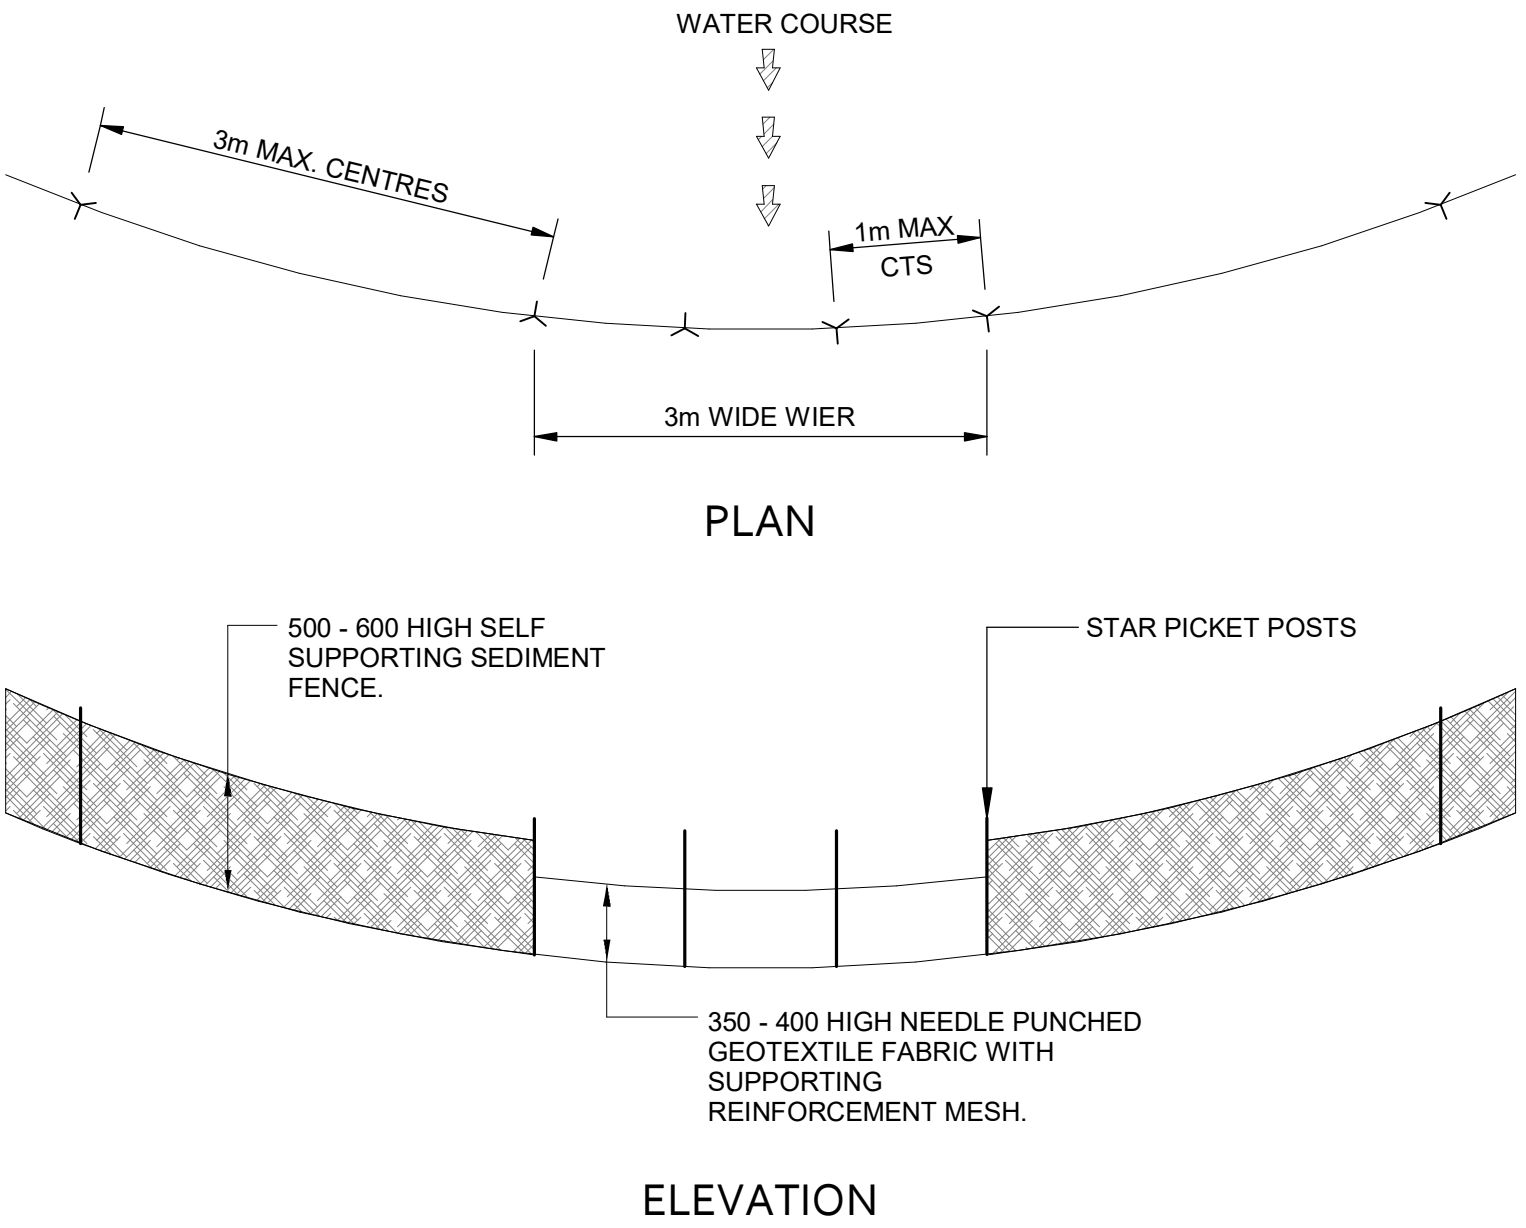 WATER COURSE
3m MAX. CENTRES
1m MAX
CTS
3m WIDE WIER
PLAN
500 - 600 HIGH SELF
SUPPORTING SEDIMENT
FENCE.
STAR PICKET POSTS
350 - 400 HIGH NEEDLE PUNCHED
GEOTEXTILE FABRIC WITH
SUPPORTING
REINFORCEMENT MESH.
ELEVATION